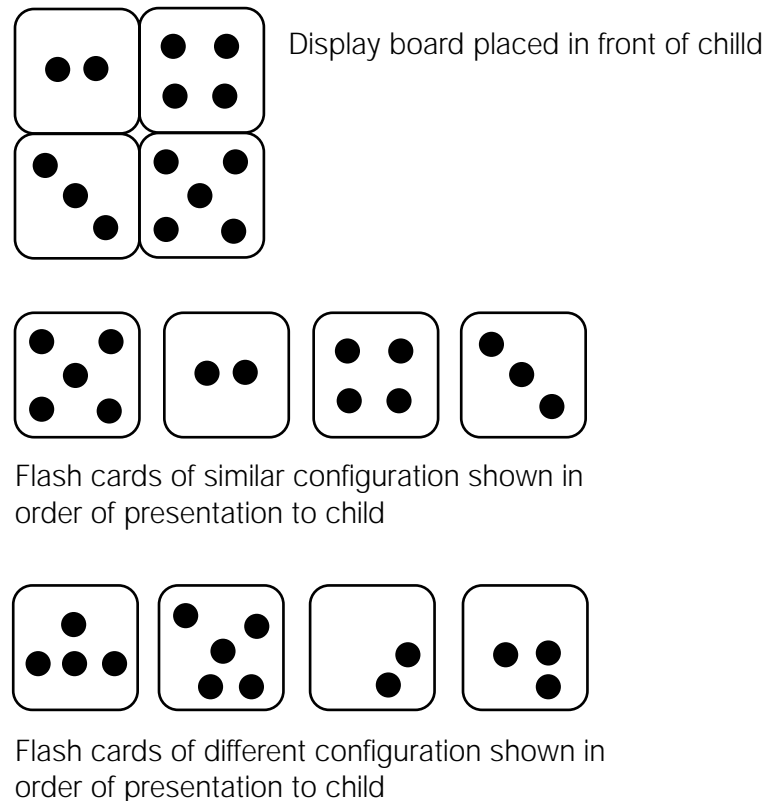 Display board placed in front of chilld
Flash cards of similar configuration shown in
order of presentation to child
Flash cards of different configuration shown in
order of presentation to child